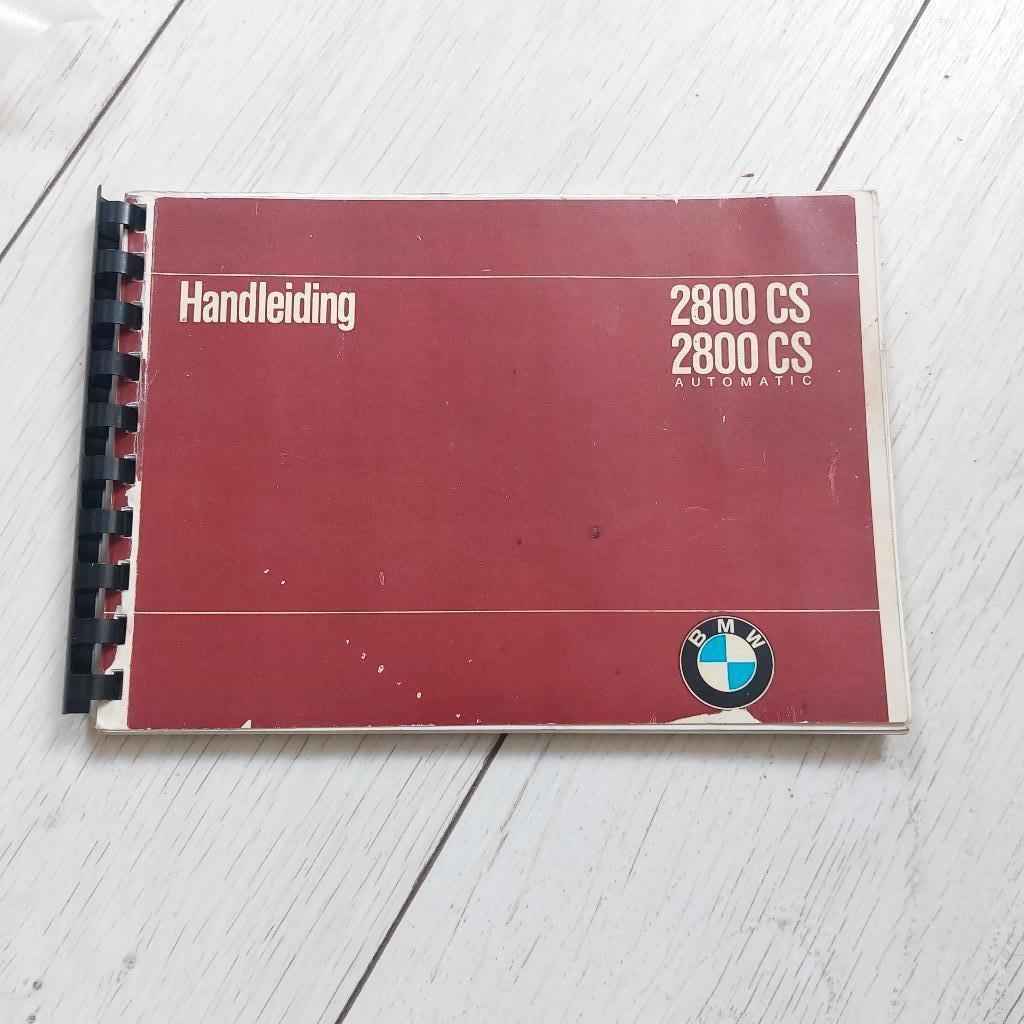 Handleiding
2800 CS
2800 CS
AUTOMATIC
BMW